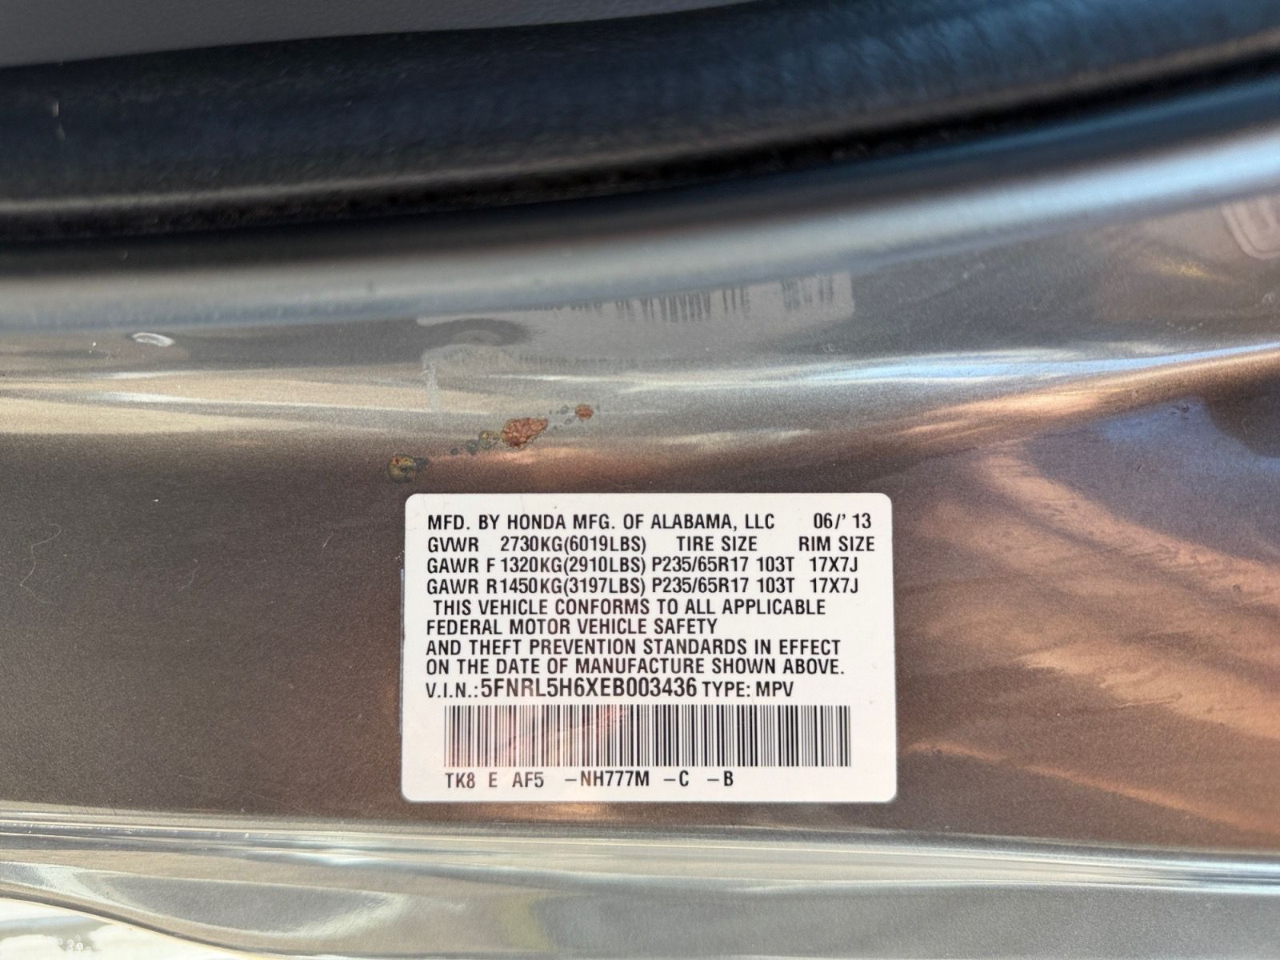 MFD. BY HONDA MFG. OF ALABAMA, LLC 06/' 13
GVWR 2730KG(6019LBS) TIRE SIZE RIM SIZE
GAWR F 1320KG(2910LBS) P235/65R17 103T 17X7J
GAWR R 1450KG(3197LBS) P235/65R17 103T 17X7J
THIS VEHICLE CONFORMS TO ALL APPLICABLE
FEDERAL MOTOR VEHICLE SAFETY
AND THEFT PREVENTION STANDARDS IN EFFECT
ON THE DATE OF MANUFACTURE SHOWN ABOVE.
V.I.N.: 5FNRL5H6XEB003436 TYPE: MPV
TK8 E AF5 -NH777M -C -B